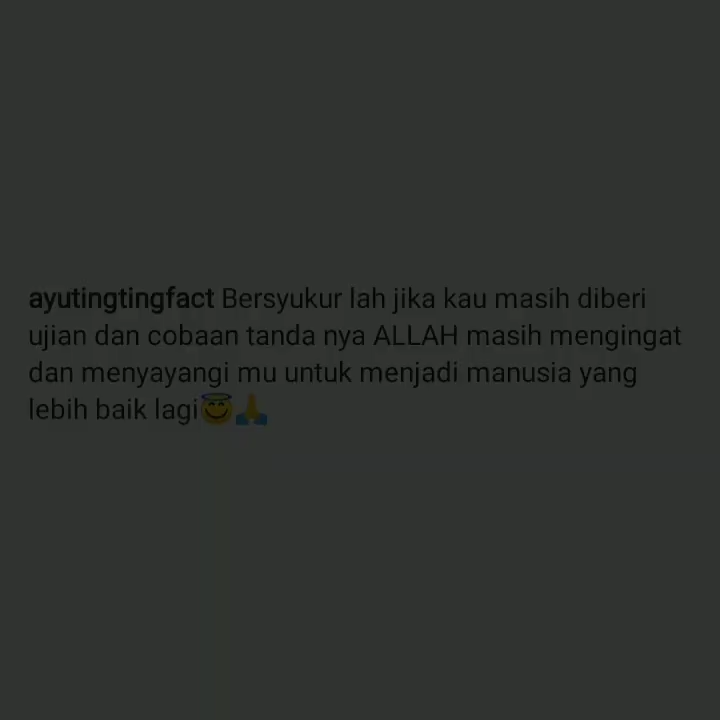 ayutingtingfact Bersyukur lah jika kau masih diberi
ujian dan cobaan tanda nya ALLAH masih mengingat
dan menyayangi mu untuk menjadi manusia yang
lebih baik lagi😇🙏